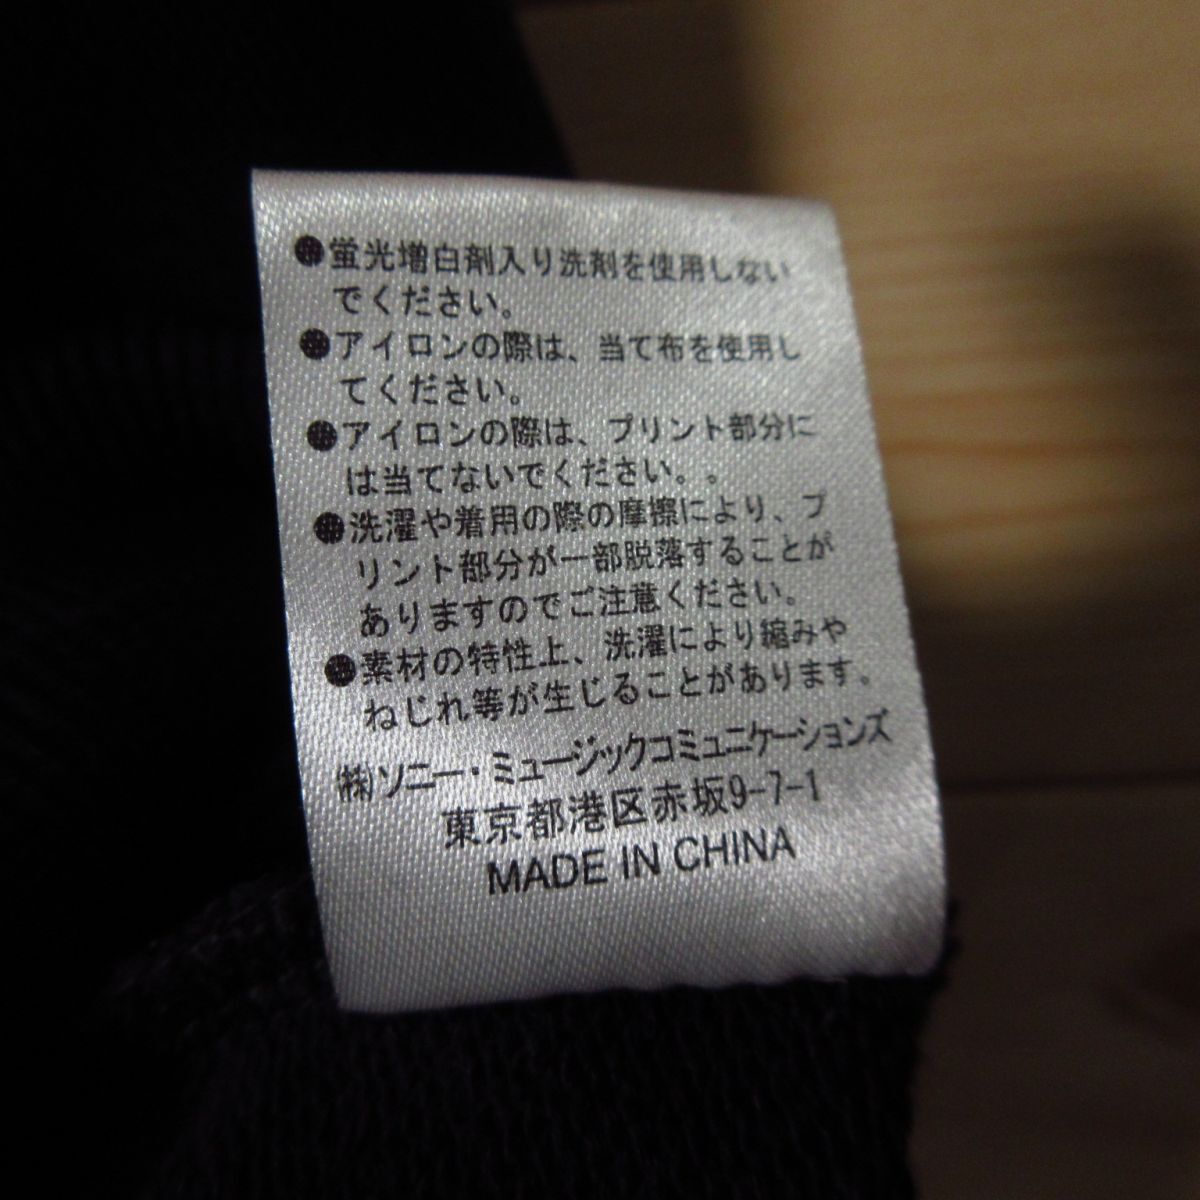 ●蛍光増白剤入り洗剤を使用しない
でください。
●アイロンの際は、当て布を使用し
てください。
●アイロンの際は、プリント部分に
は当てないでください。。
●洗濯や着用の際の摩擦により、プ
リント部分が一部脱落することが
ありますのでご注意ください。
●素材の特性上、洗濯により縮みや
ねじれ等が生じることがあります。
㈱ソニー・ミュージックコミュニケーションズ
東京都港区赤坂9-7-1
MADE IN CHINA